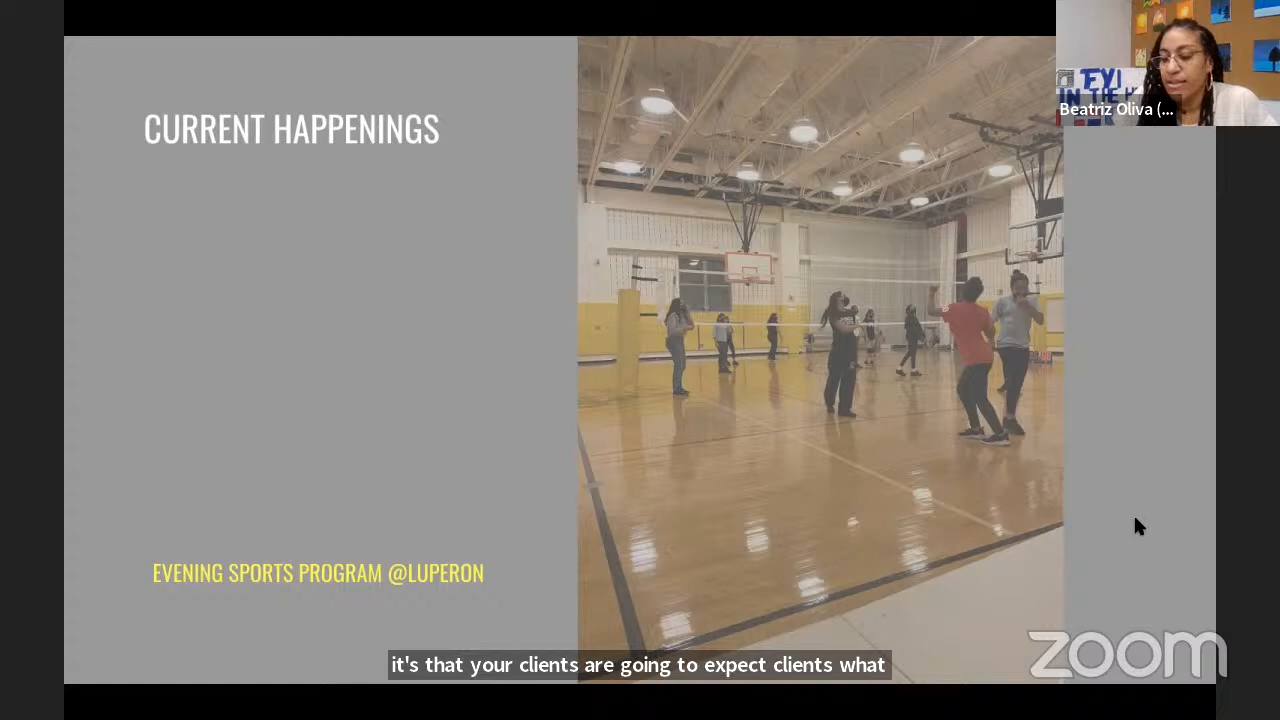 CURRENT HAPPENINGS
Beatriz Oliva (...
EVENING SPORTS PROGRAM @LUPERON
it's that your clients are going to expect clients what
zoom